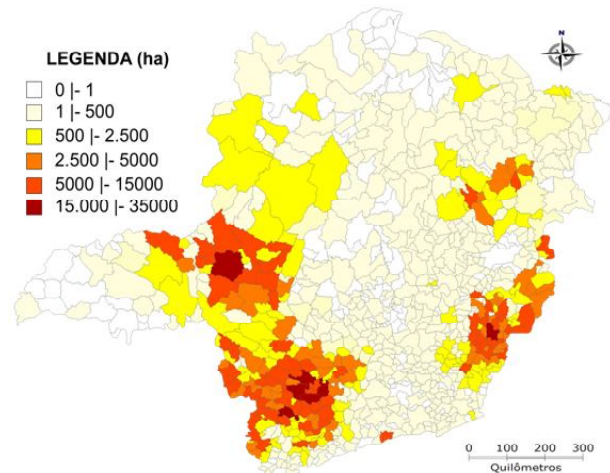 N
LEGENDA (ha)
0 |- 1
1 |- 500
500 |- 2.500
2.500 |- 5000
5000 |- 15000
15.000 |- 35000
0 100 200 300
Quilômetros